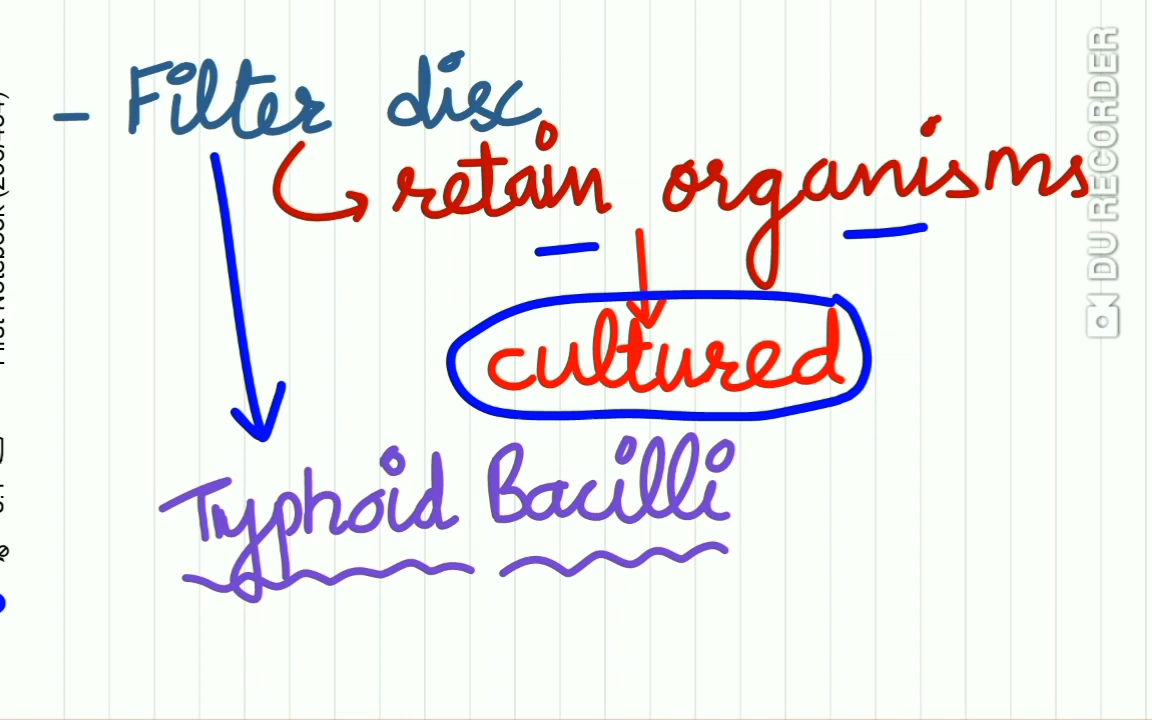 - Filter disc
retain organisms
cultured
Typhoid Bacilli
DU RECORDER